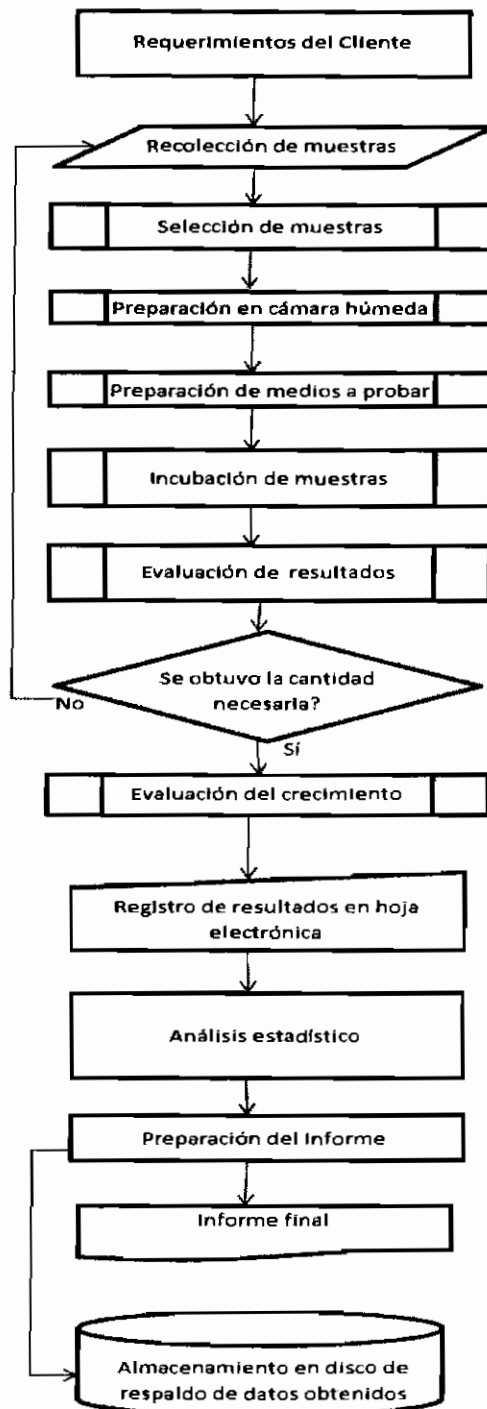 Requerimientos del Cliente
Recolección de muestras
Selección de muestras
Preparación en cámara húmeda
Preparación de medios a probar
Incubación de muestras
Evaluación de resultados
Se obtuvo la cantidad
necesaria?
No
Sí
Evaluación del crecimiento
Registro de resultados en hoja
electrónica
Análisis estadístico
Preparación del Informe
Informe final
Almacenamiento en disco de
respaldo de datos obtenidos